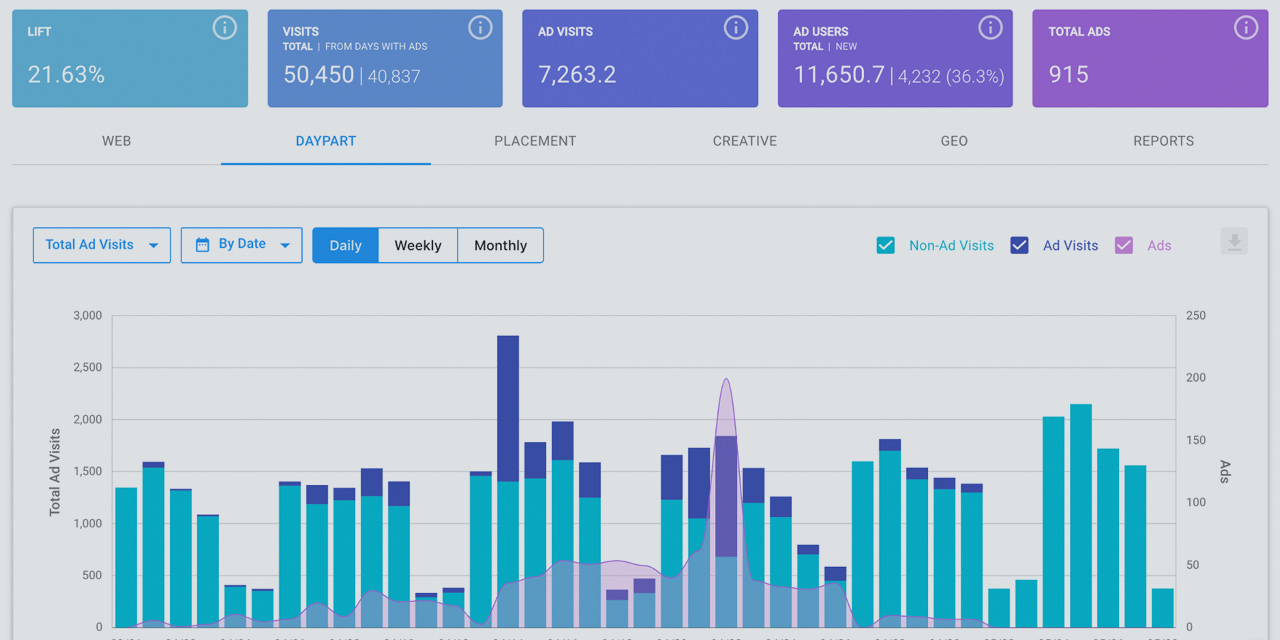 LIFT
21.63%
VISITS
TOTAL | FROM DAYS WITH ADS
50,450 | 40,837
AD VISITS
7,263.2
AD USERS
TOTAL | NEW
11,650.7 | 4,232 (36.3%)
TOTAL ADS
915
WEB DAYPART PLACEMENT CREATIVE GEO REPORTS
Total Ad Visits By Date Daily Weekly Monthly Non-Ad Visits Ad Visits Ads
3,000 250
2,500
200
2,000
150
1,500
Total Ad Visits
Ads
100
1,000
500 50
0 0